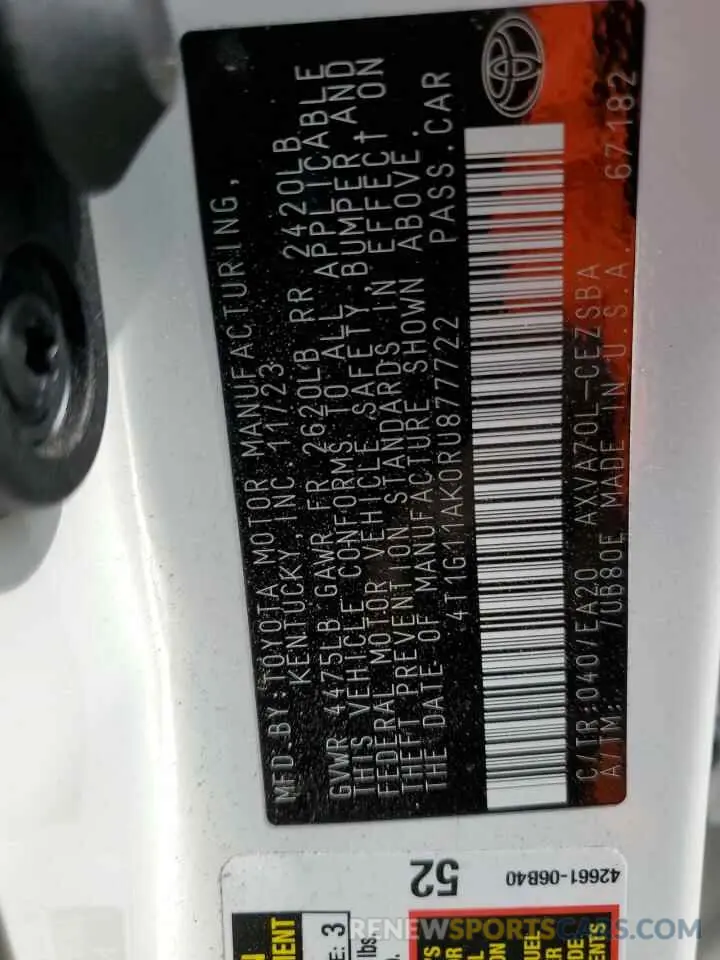 MFD.BY:TOYOTA MOTOR MANUFACTURING,
KENTUCKY,INC 11/23
GVWR 4475LB GAWR FR 2620LB RR 2420LB
THIS VEHICLE CONFORMS TO ALL APPLICABLE
FEDERAL MOTOR VEHICLE SAFETY,BUMPER AND
THEFT PREVENTION STANDARDS IN EFFECT ON
THE DATE OF MANUFACTURE SHOWN ABOVE.
4T1G11AK0RU877722 PASS.CAR
C/TR:040/EA20 AXVA70L-CEZSBA
A/TM: /UB80E MADE IN U.S.A. 67182
52
42661-06B40
E: 3
lbs.
RENEWSPORTSCARS.COM